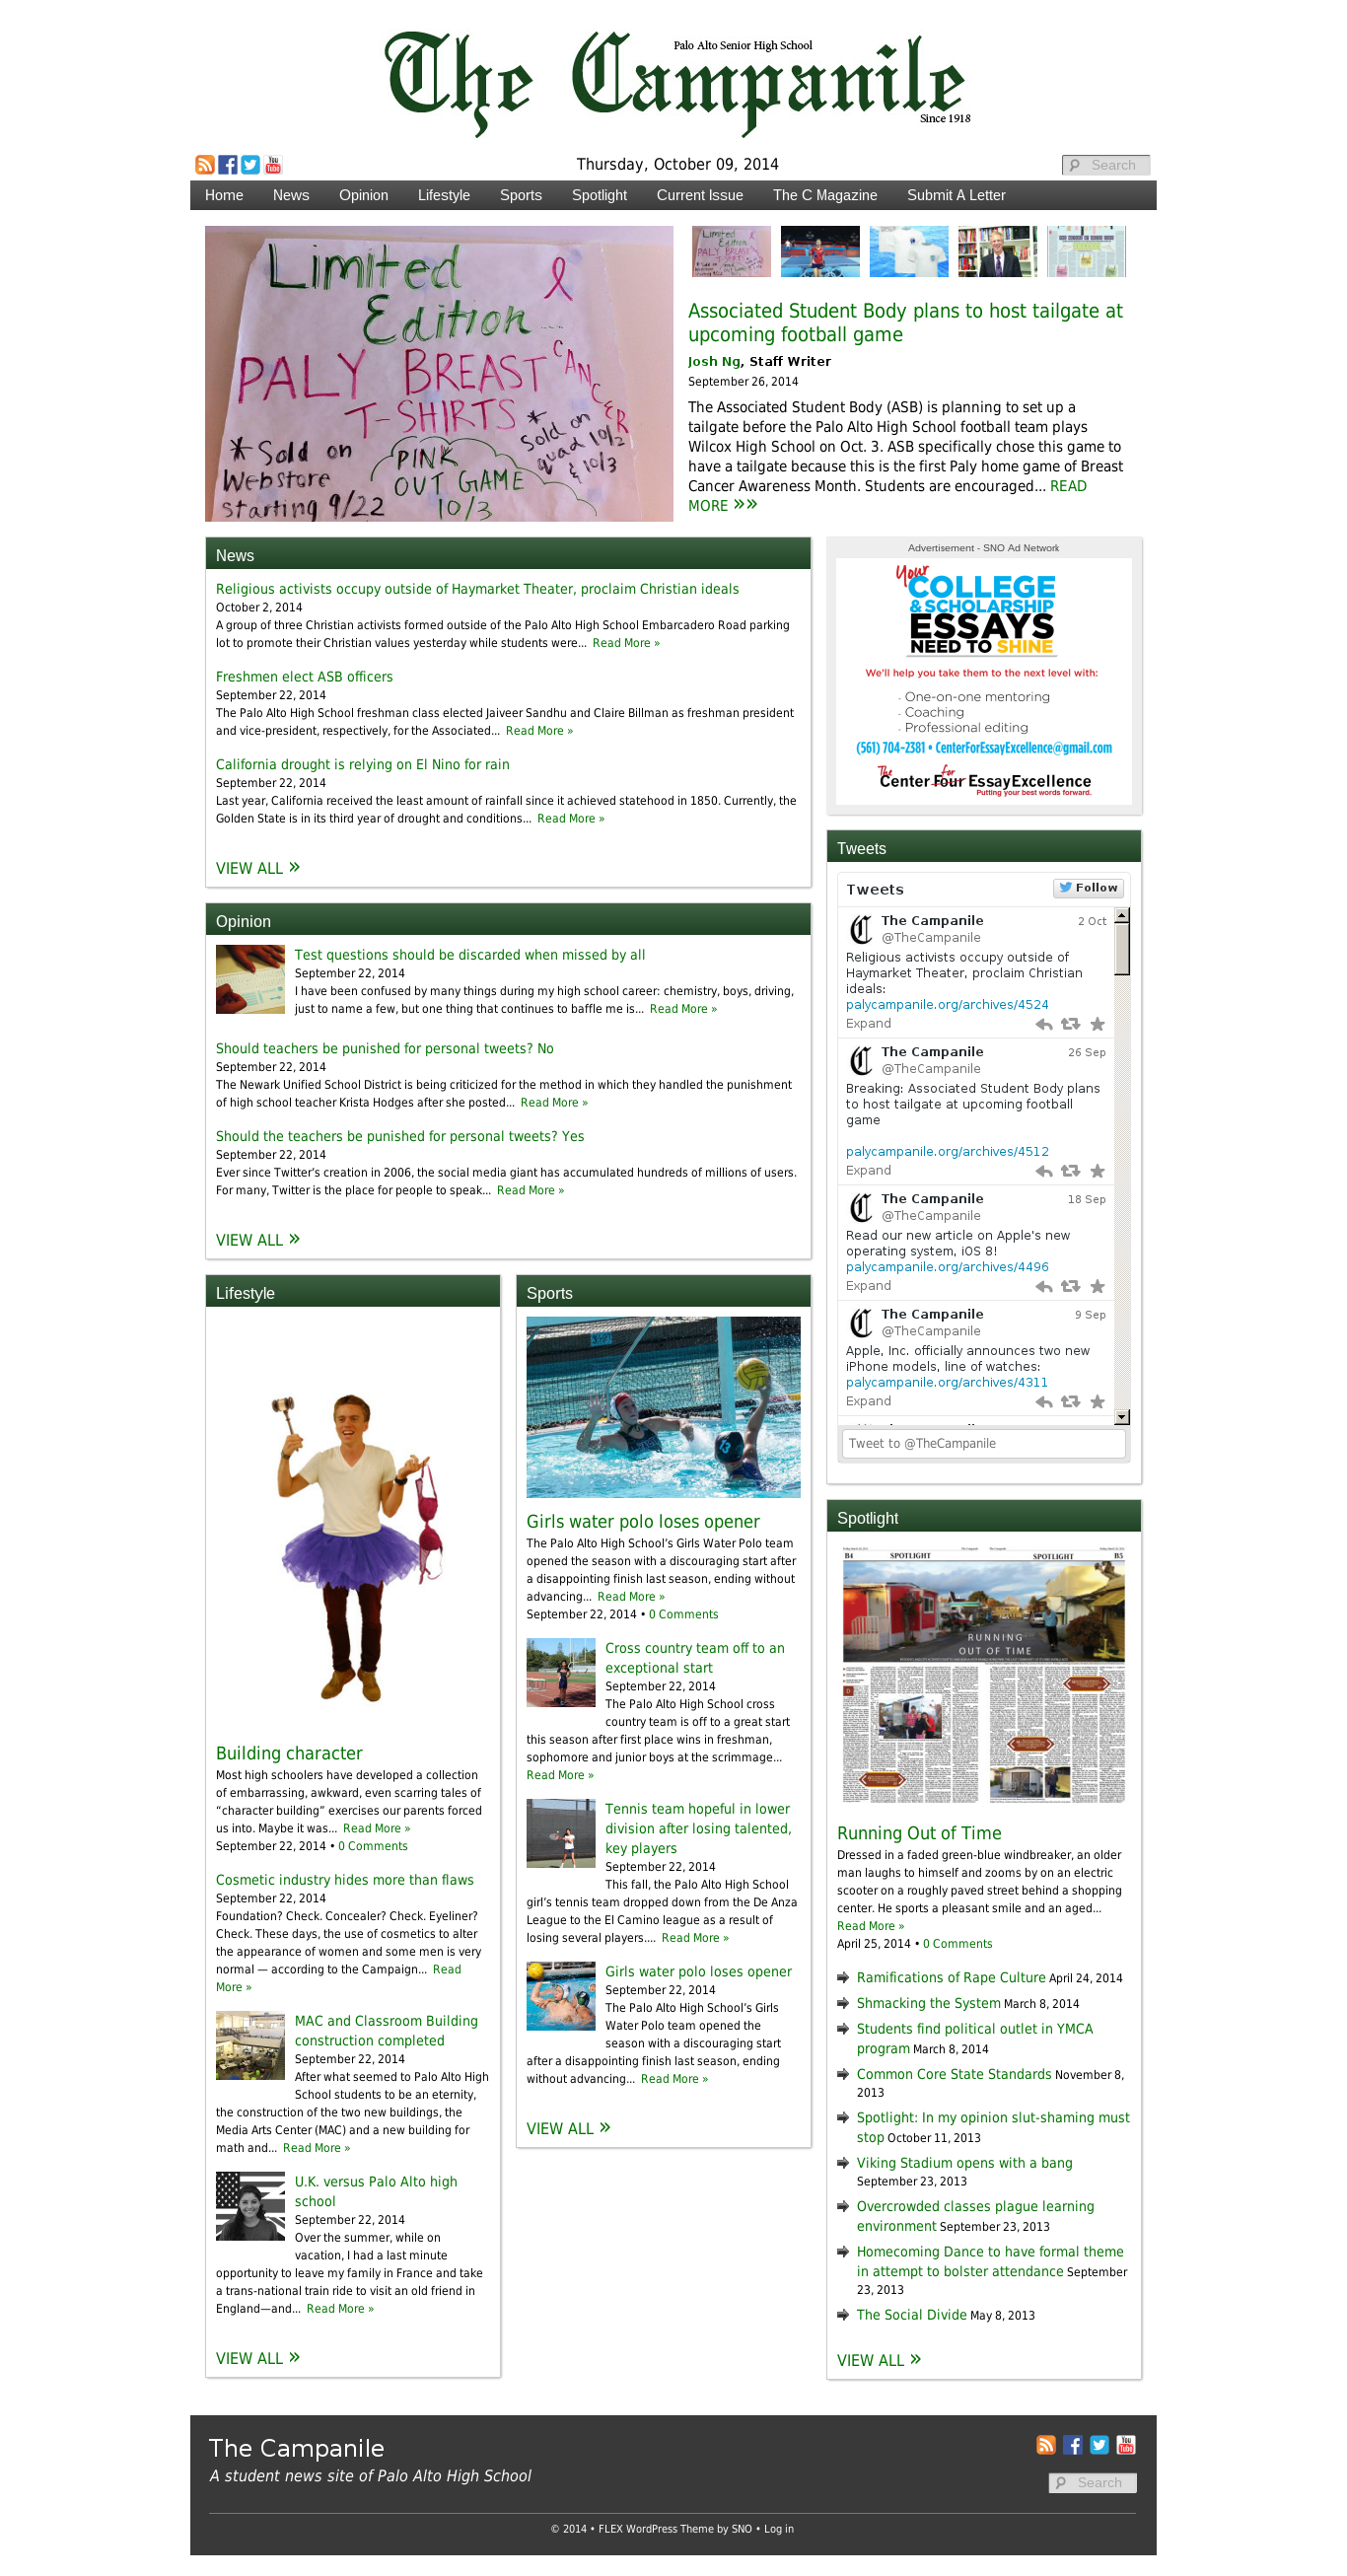 The Campanile
Palo Alto Senior High School
Since 1918
Thursday, October 09, 2014
Search
Home News Opinion Lifestyle Sports Spotlight Current Issue The C Magazine Submit A Letter
Limited
Edition...
PALY BREAST
CANCER
T-SHIRTS
* Sold on
Webstore
starting 9/22
PINK
OUT GAME
10/3
* Sold on
quad 10/2
& 10/3
Associated Student Body plans to host tailgate at
upcoming football game
Josh Ng, Staff Writer
September 26, 2014
The Associated Student Body (ASB) is planning to set up a
tailgate before the Palo Alto High School football team plays
Wilcox High School on Oct. 3. ASB specifically chose this game to
have a tailgate because this is the first Paly home game of Breast
Cancer Awareness Month. Students are encouraged... READ
MORE »»
News
Religious activists occupy outside of Haymarket Theater, proclaim Christian ideals
October 2, 2014
A group of three Christian activists formed outside of the Palo Alto High School Embarcadero Road parking
lot to promote their Christian values yesterday while students were... Read More »
Freshmen elect ASB officers
September 22, 2014
The Palo Alto High School freshman class elected Jaiveer Sandhu and Claire Billman as freshman president
and vice-president, respectively, for the Associated... Read More »
California drought is relying on El Nino for rain
September 22, 2014
Last year, California received the least amount of rainfall since it achieved statehood in 1850. Currently, the
Golden State is in its third year of drought and conditions... Read More »
VIEW ALL »
Opinion
Test questions should be discarded when missed by all
September 22, 2014
I have been confused by many things during my high school career: chemistry, boys, driving,
just to name a few, but one thing that continues to baffle me is... Read More »
Should teachers be punished for personal tweets? No
September 22, 2014
The Newark Unified School District is being criticized for the method in which they handled the punishment
of high school teacher Krista Hodges after she posted... Read More »
Should the teachers be punished for personal tweets? Yes
September 22, 2014
Ever since Twitter's creation in 2006, the social media giant has accumulated hundreds of millions of users.
For many, Twitter is the place for people to speak... Read More »
VIEW ALL »
Lifestyle
Building character
Most high schoolers have developed a collection
of embarrassing, awkward, even scarring tales of
“character building” exercises our parents forced
us into. Maybe it was... Read More »
September 22, 2014 • 0 Comments
Cosmetic industry hides more than flaws
September 22, 2014
Foundation? Check. Concealer? Check. Eyeliner?
Check. These days, the use of cosmetics to alter
the appearance of women and some men is very
normal — according to the Campaign... Read
More »
MAC and Classroom Building
construction completed
September 22, 2014
After what seemed to Palo Alto High
School students to be an eternity,
the construction of the two new buildings, the
Media Arts Center (MAC) and a new building for
math and... Read More »
U.K. versus Palo Alto high
school
September 22, 2014
Over the summer, while on
vacation, I had a last minute
opportunity to leave my family in France and take
a trans-national train ride to visit an old friend in
England—and... Read More »
VIEW ALL »
Sports
Girls water polo loses opener
The Palo Alto High School's Girls Water Polo team
opened the season with a discouraging start after
a disappointing finish last season, ending without
advancing... Read More »
September 22, 2014 • 0 Comments
Cross country team off to an
exceptional start
September 22, 2014
The Palo Alto High School cross
country team is off to a great start
this season after first place wins in freshman,
sophomore and junior boys at the scrimmage...
Read More »
Tennis team hopeful in lower
division after losing talented,
key players
September 22, 2014
This fall, the Palo Alto High School
girl's tennis team dropped down from the De Anza
League to the El Camino league as a result of
losing several players.... Read More »
Girls water polo loses opener
September 22, 2014
The Palo Alto High School's Girls
Water Polo team opened the
season with a discouraging start
after a disappointing finish last season, ending
without advancing... Read More »
VIEW ALL »
Advertisement - SNO Ad Network
Your
COLLEGE
& SCHOLARSHIP
ESSAYS
NEED TO SHINE
We'll help you take them to the next level with:
- One-on-one mentoring
- Coaching
- Professional editing
(561) 704-2381 • CenterForEssayExcellence@gmail.com
The Center Four for EssayExcellence
Putting your best words forward.
Tweets
Tweets Follow
The Campanile 2 Oct
@TheCampanile
Religious activists occupy outside of
Haymarket Theater, proclaim Christian
ideals:
palycampanile.org/archives/4524
Expand
The Campanile 26 Sep
@TheCampanile
Breaking: Associated Student Body plans
to host tailgate at upcoming football
game
palycampanile.org/archives/4512
Expand
The Campanile 18 Sep
@TheCampanile
Read our new article on Apple's new
operating system, iOS 8!
palycampanile.org/archives/4496
Expand
The Campanile 9 Sep
@TheCampanile
Apple, Inc. officially announces two new
iPhone models, line of watches:
palycampanile.org/archives/4311
Expand
Tweet to @TheCampanile
Spotlight
B4 SPOTLIGHT SPOTLIGHT B5
RUNNING
OUT OF TIME
Running Out of Time
Dressed in a faded green-blue windbreaker, an older
man laughs to himself and zooms by on an electric
scooter on a roughly paved street behind a shopping
center. He sports a pleasant smile and an aged...
Read More »
April 25, 2014 • 0 Comments
Ramifications of Rape Culture April 24, 2014
Shmacking the System March 8, 2014
Students find political outlet in YMCA
program March 8, 2014
Common Core State Standards November 8,
2013
Spotlight: In my opinion slut-shaming must
stop October 11, 2013
Viking Stadium opens with a bang
September 23, 2013
Overcrowded classes plague learning
environment September 23, 2013
Homecoming Dance to have formal theme
in attempt to bolster attendance September
23, 2013
The Social Divide May 8, 2013
VIEW ALL »
The Campanile
A student news site of Palo Alto High School
Search
© 2014 • FLEX WordPress Theme by SNO • Log in